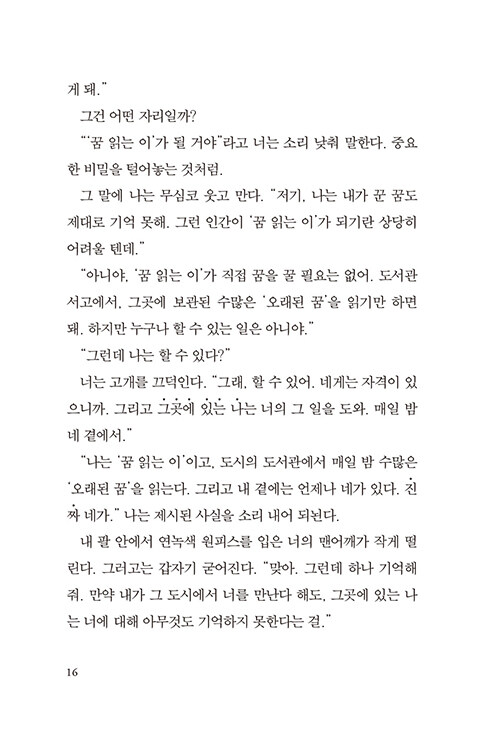 게 돼.”
그건 어떤 자리일까?
“‘꿈 읽는 이’가 될 거야”라고 너는 소리 낮춰 말한다. 중요
한 비밀을 털어놓는 것처럼.
그 말에 나는 무심코 웃고 만다. “저기, 나는 내가 꾼 꿈도
제대로 기억 못해. 그런 인간이 ‘꿈 읽는 이’가 되기란 상당히
어려울 텐데.”
“아니야, ‘꿈 읽는 이’가 직접 꿈을 꿀 필요는 없어. 도서관
서고에서, 그곳에 보관된 수많은 ‘오래된 꿈’을 읽기만 하면
돼. 하지만 누구나 할 수 있는 일은 아니야.”
“그런데 나는 할 수 있다?”
너는 고개를 끄덕인다. “그래, 할 수 있어. 네게는 자격이 있
으니까. 그리고 그곳에 있는 나는 너의 그 일을 도와. 매일 밤
네 곁에서.”
“나는 ‘꿈 읽는 이’이고, 도시의 도서관에서 매일 밤 수많은
‘오래된 꿈’을 읽는다. 그리고 내 곁에는 언제나 네가 있다. 진
짜 네가.” 나는 제시된 사실을 소리 내어 되뇐다.
내 팔 안에서 연녹색 원피스를 입은 너의 맨어깨가 작게 떨
린다. 그러고는 갑자기 굳어진다. “맞아. 그런데 하나 기억해
줘. 만약 내가 그 도시에서 너를 만난다 해도, 그곳에 있는 나
는 너에 대해 아무것도 기억하지 못한다는 걸.”
16